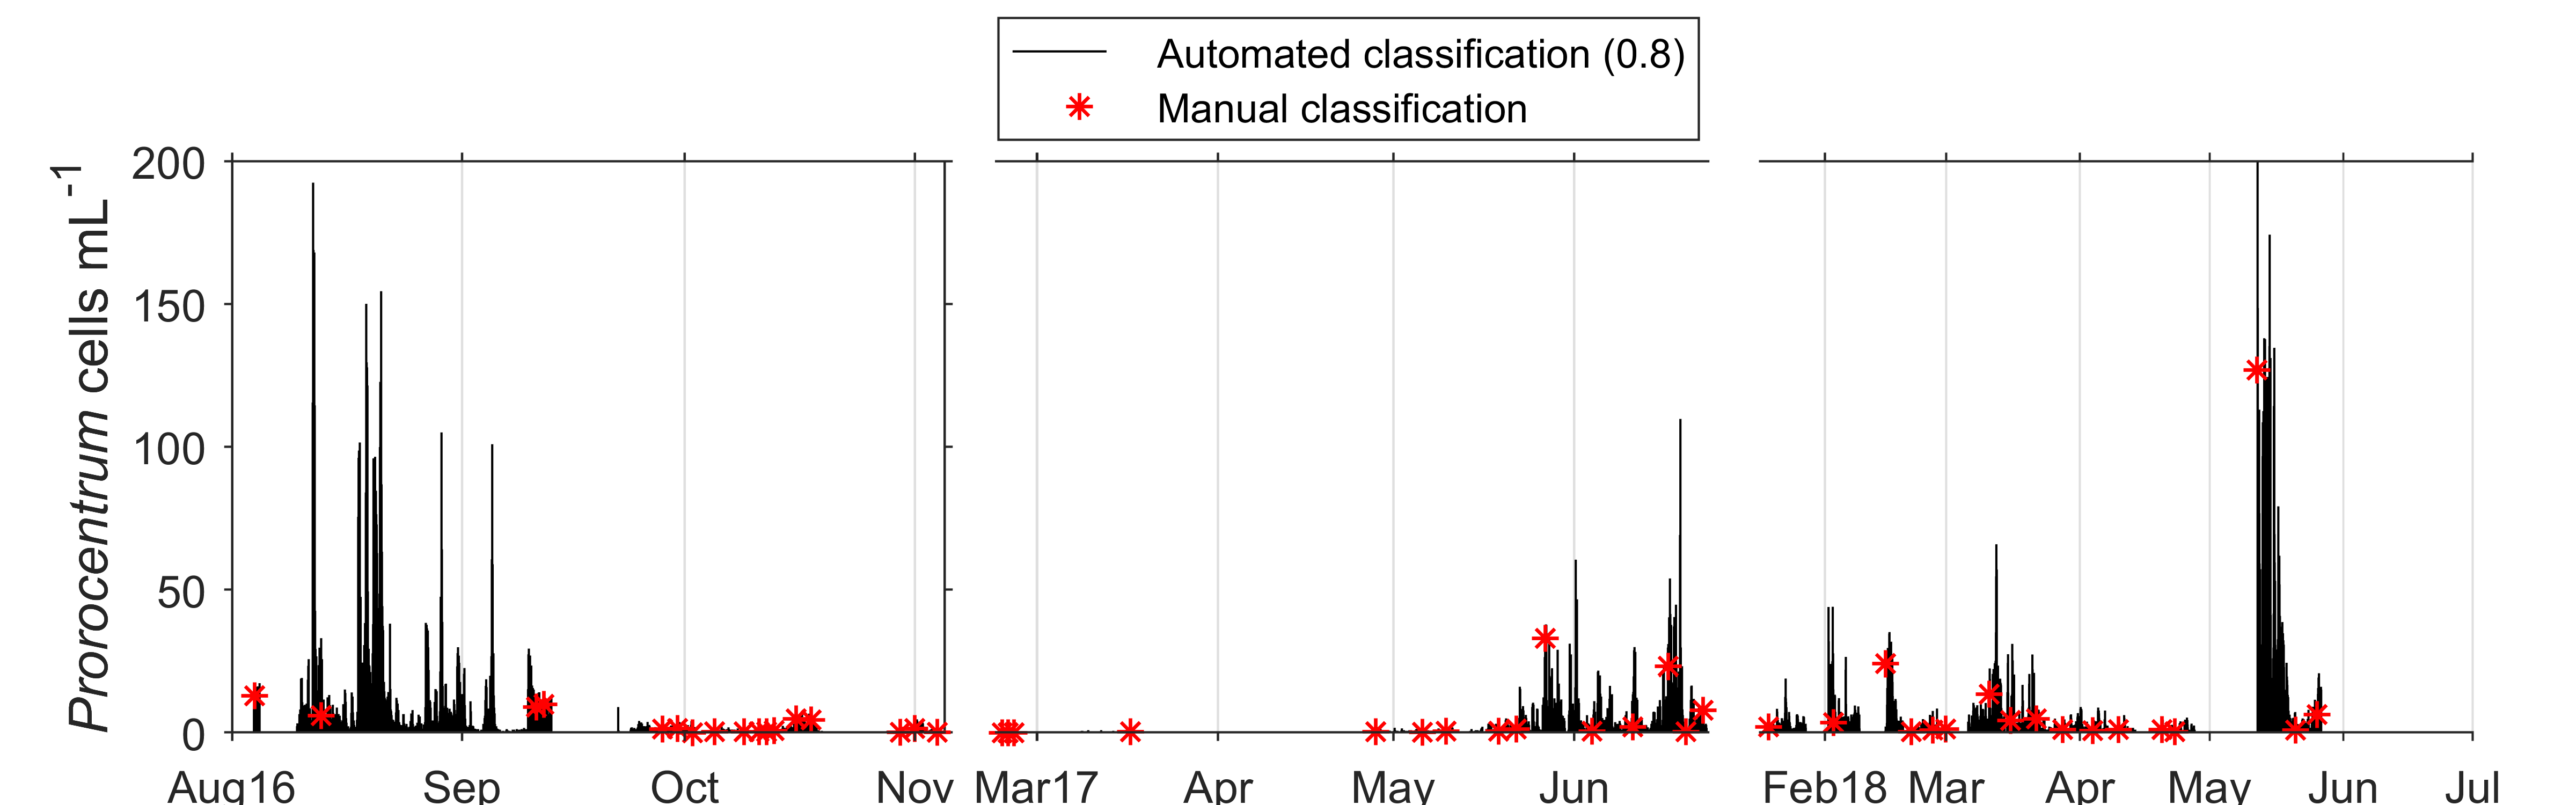 Automated classification (0.8)
Manual classification
Prorocentrum cells mL-1
200
150
100
50
0
Aug16 Sep Oct Nov Mar17 Apr May Jun Feb18 Mar Apr May Jun Jul